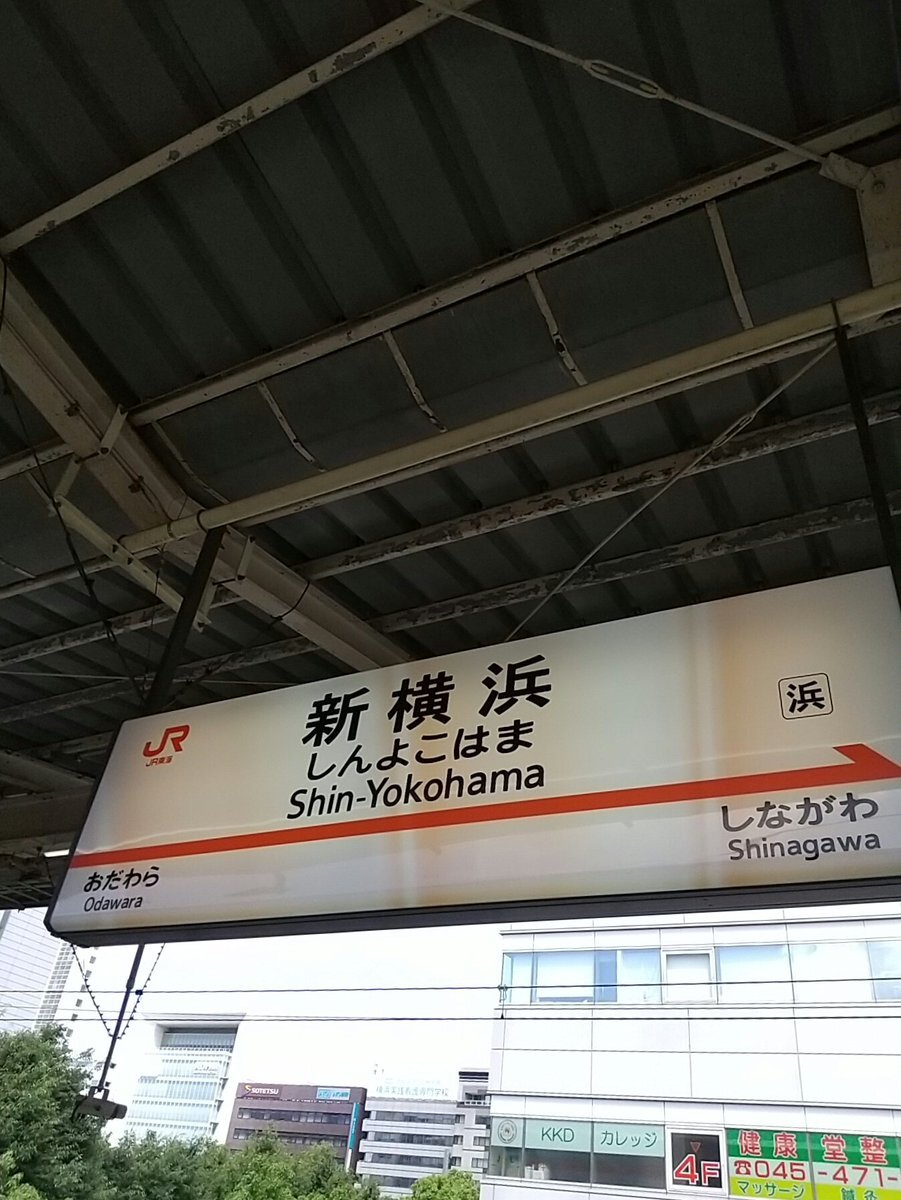 新横浜
しんよこはま
Shin-Yokohama
浜
JR
JR東海
おだわら
Odawara
しながわ
Shinagawa
SOTETSU
KKD カレッジ
4F
健康堂整
☎045-471-
マッサージ 鍼灸